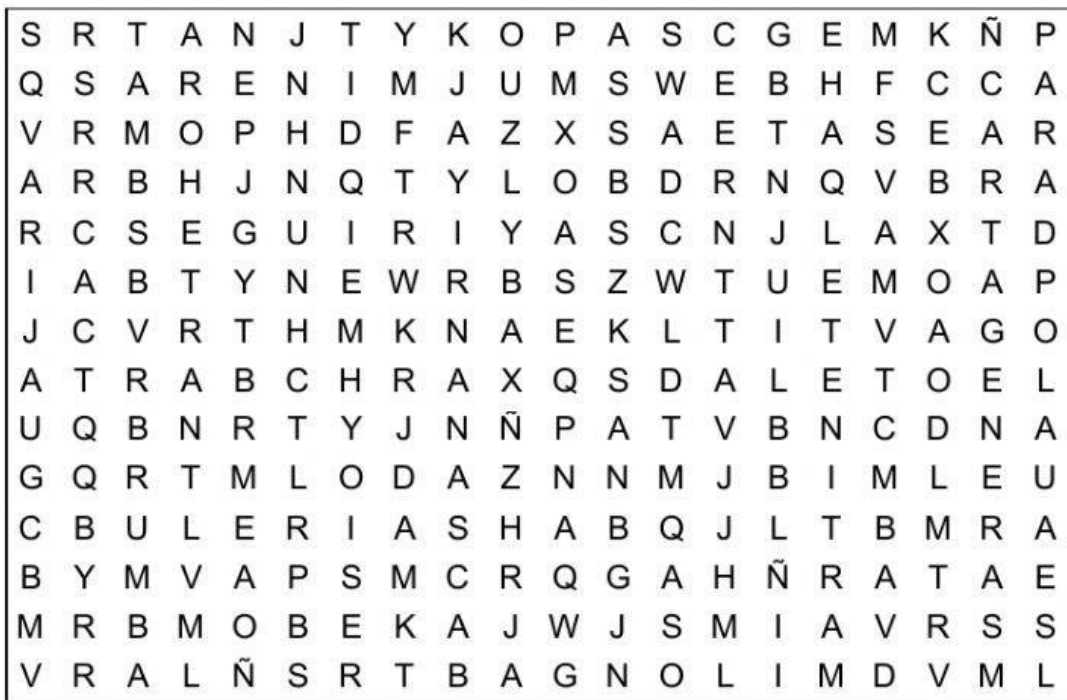 S R T A N J T Y K O P A S C G E M K Ñ P
Q S A R E N I M J U M S W E B H F C C A
V R M O P H D F A Z X S A E T A S E A R
A R B H J N Q T Y L O B D R N Q V B R A
R C S E G U I R I Y A S C N J L A X T D
I A B T Y N E W R B S Z W T U E M O A P
J C V R T H M K N A E K L T I T V A G O
A T R A B C H R A X Q S D A L E T O E L
U Q B N R T Y J N Ñ P A T V B N C D N A
G Q R T M L O D A Z N N M J B I M L E U
C B U L E R I A S H A B Q J L T B M R A
B Y M V A P S M C R Q G A H Ñ R A T A E
M R B M O B E K A J W J S M I A V R S S
V R A L Ñ S R T B A G N O L I M D V M L